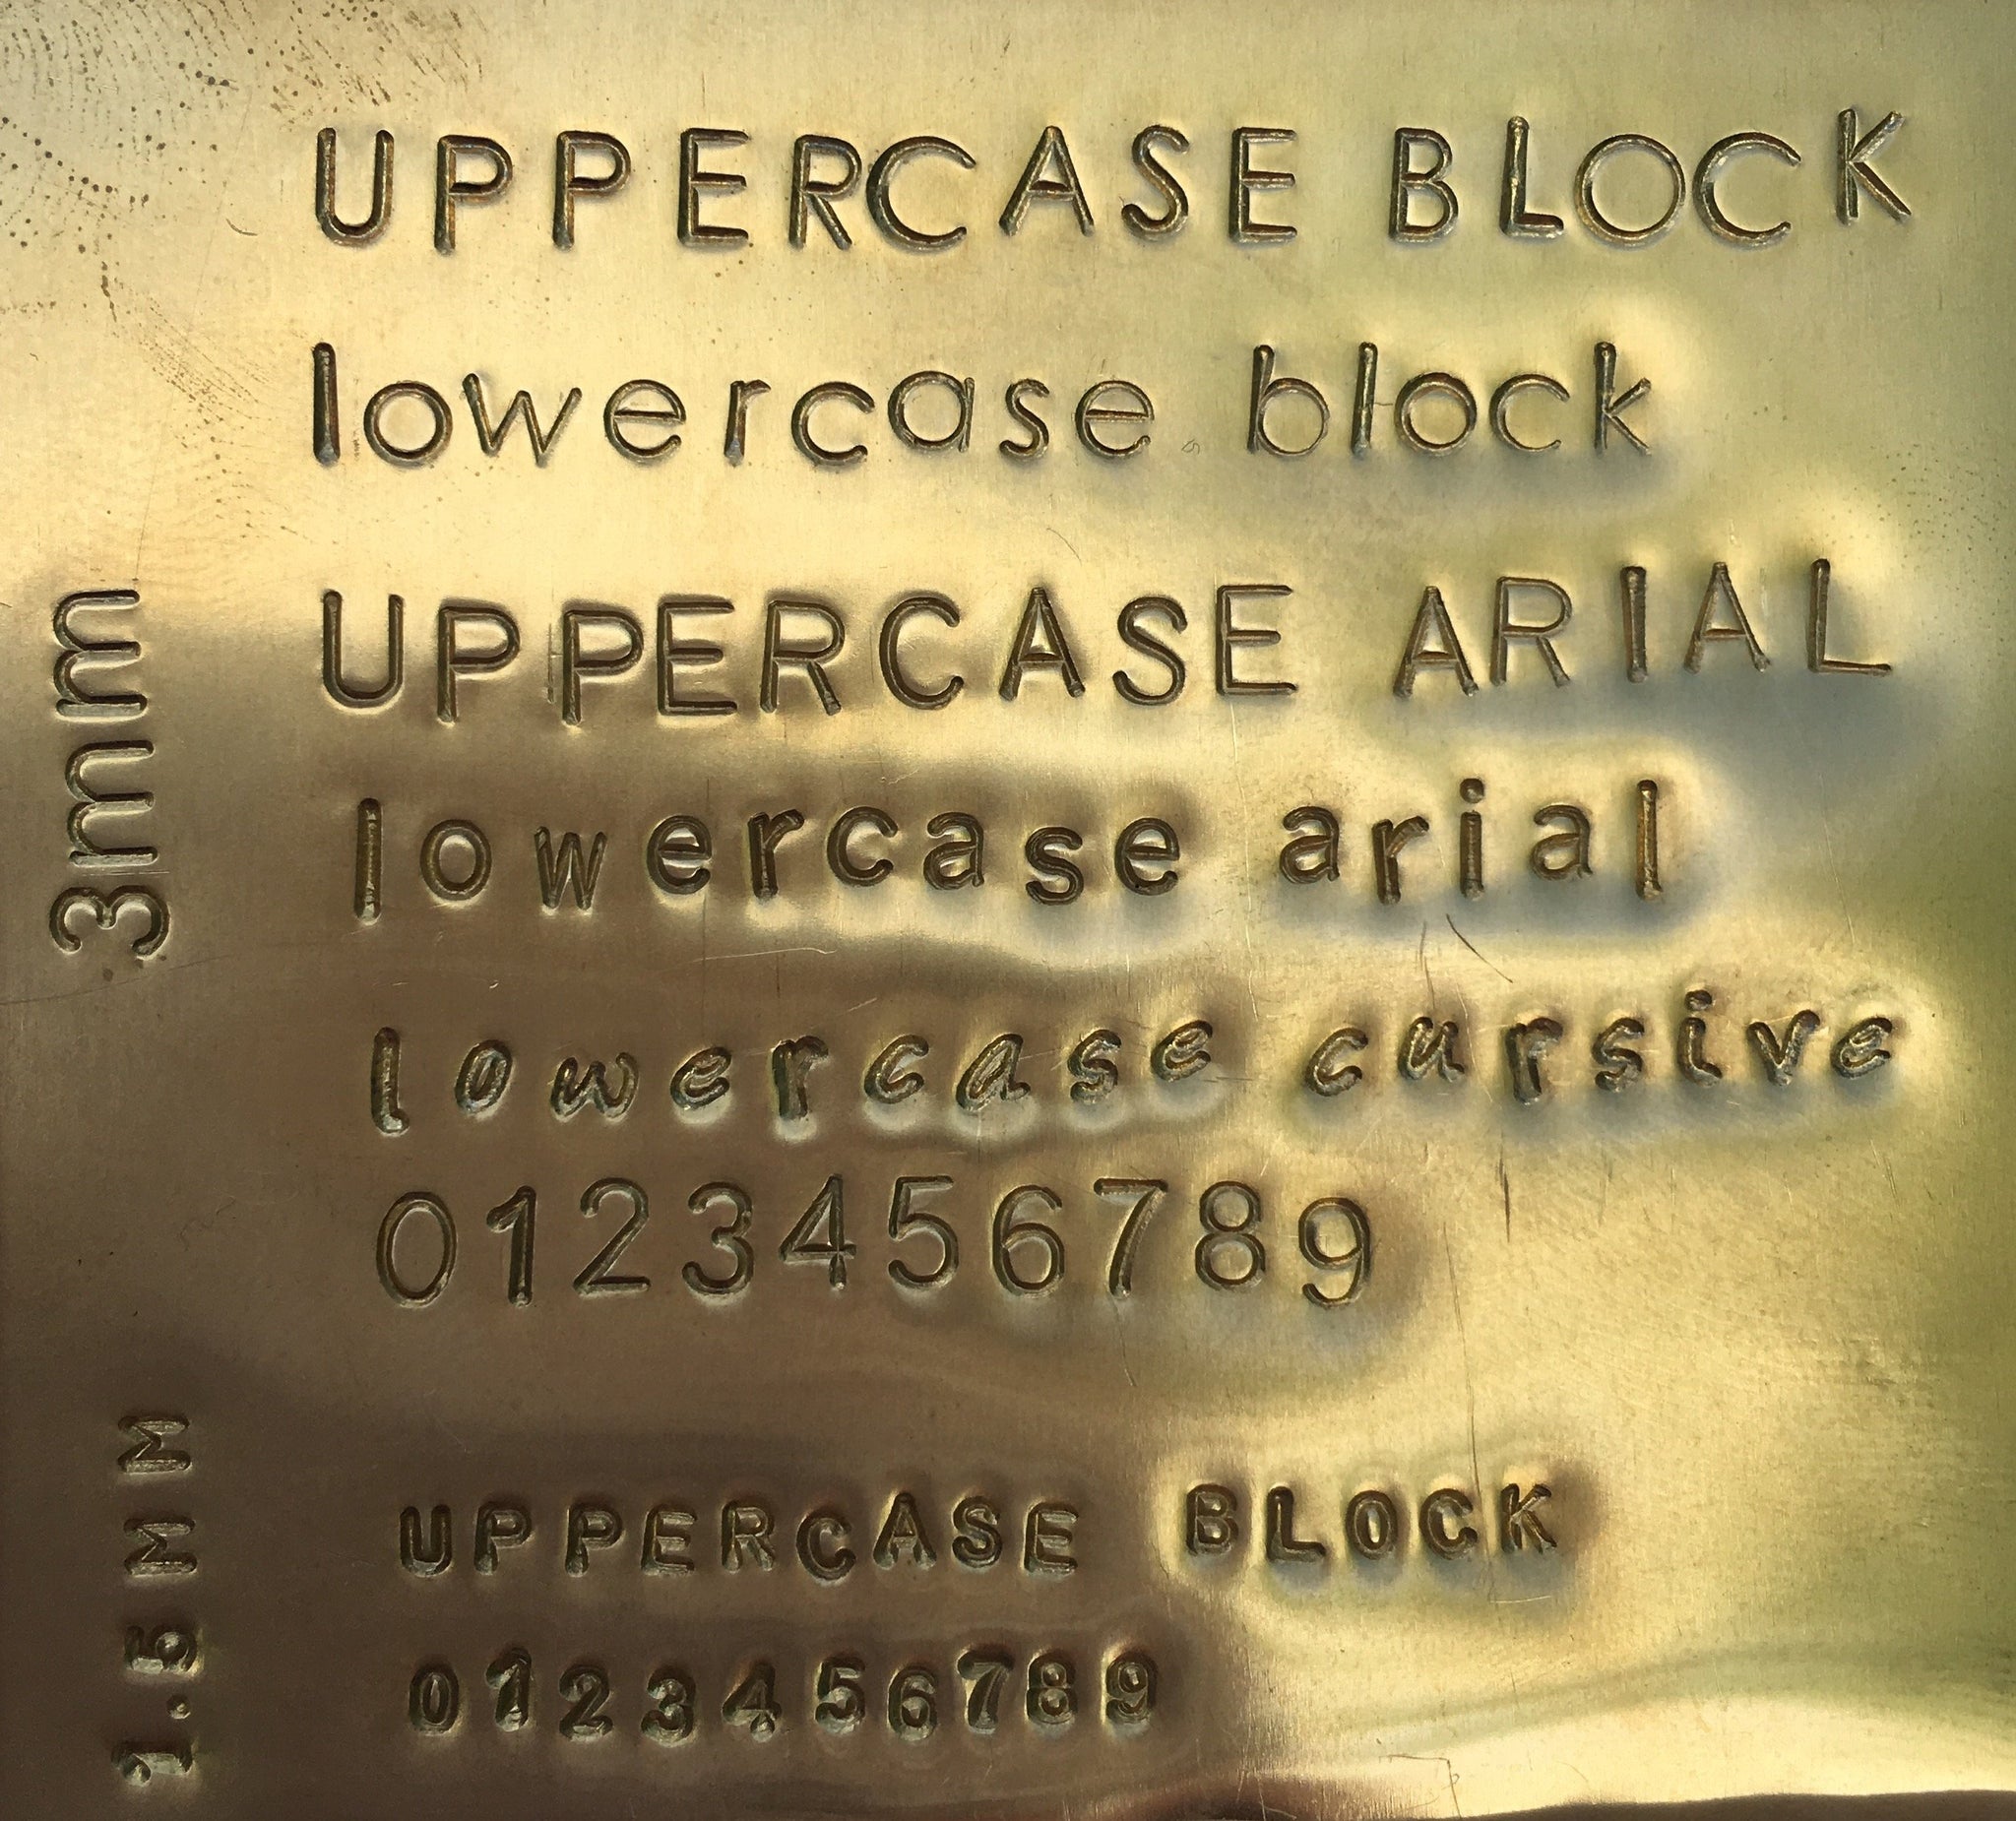 UPPERCASE BLOCK
lowercase block
3mm
UPPERCASE ARIAL
lowercase arial
lowercase cursive
0123456789
1.5MM
UPPERCASE BLOCK
0123456789